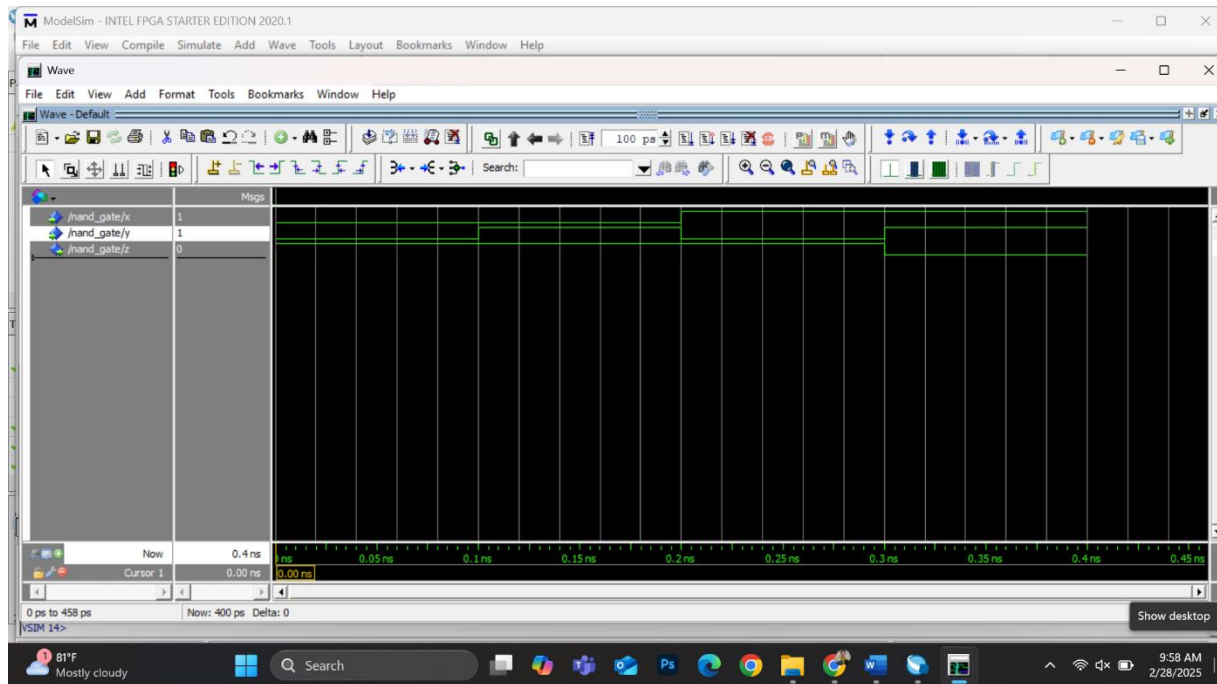 ModelSim - INTEL FPGA STARTER EDITION 2020.1
File Edit View Compile Simulate Add Wave Tools Layout Bookmarks Window Help
Wave
File Edit View Add Format Tools Bookmarks Window Help
Wave - Default
100 ps
Search:
Msgs
/nand_gate/x 1
/nand_gate/y 1
/nand_gate/z 0
Now 0.4 ns
ns 0.05 ns 0.1 ns 0.15 ns 0.2 ns 0.25 ns 0.3 ns 0.35 ns 0.4 ns 0.45 ns
Cursor 1 0.00 ns 0.00 ns
0 ps to 458 ps Now: 400 ps Delta: 0
Show desktop
VSIM 14>
1 81°F
Mostly cloudy
Search
Ps
9:58 AM
2/28/2025